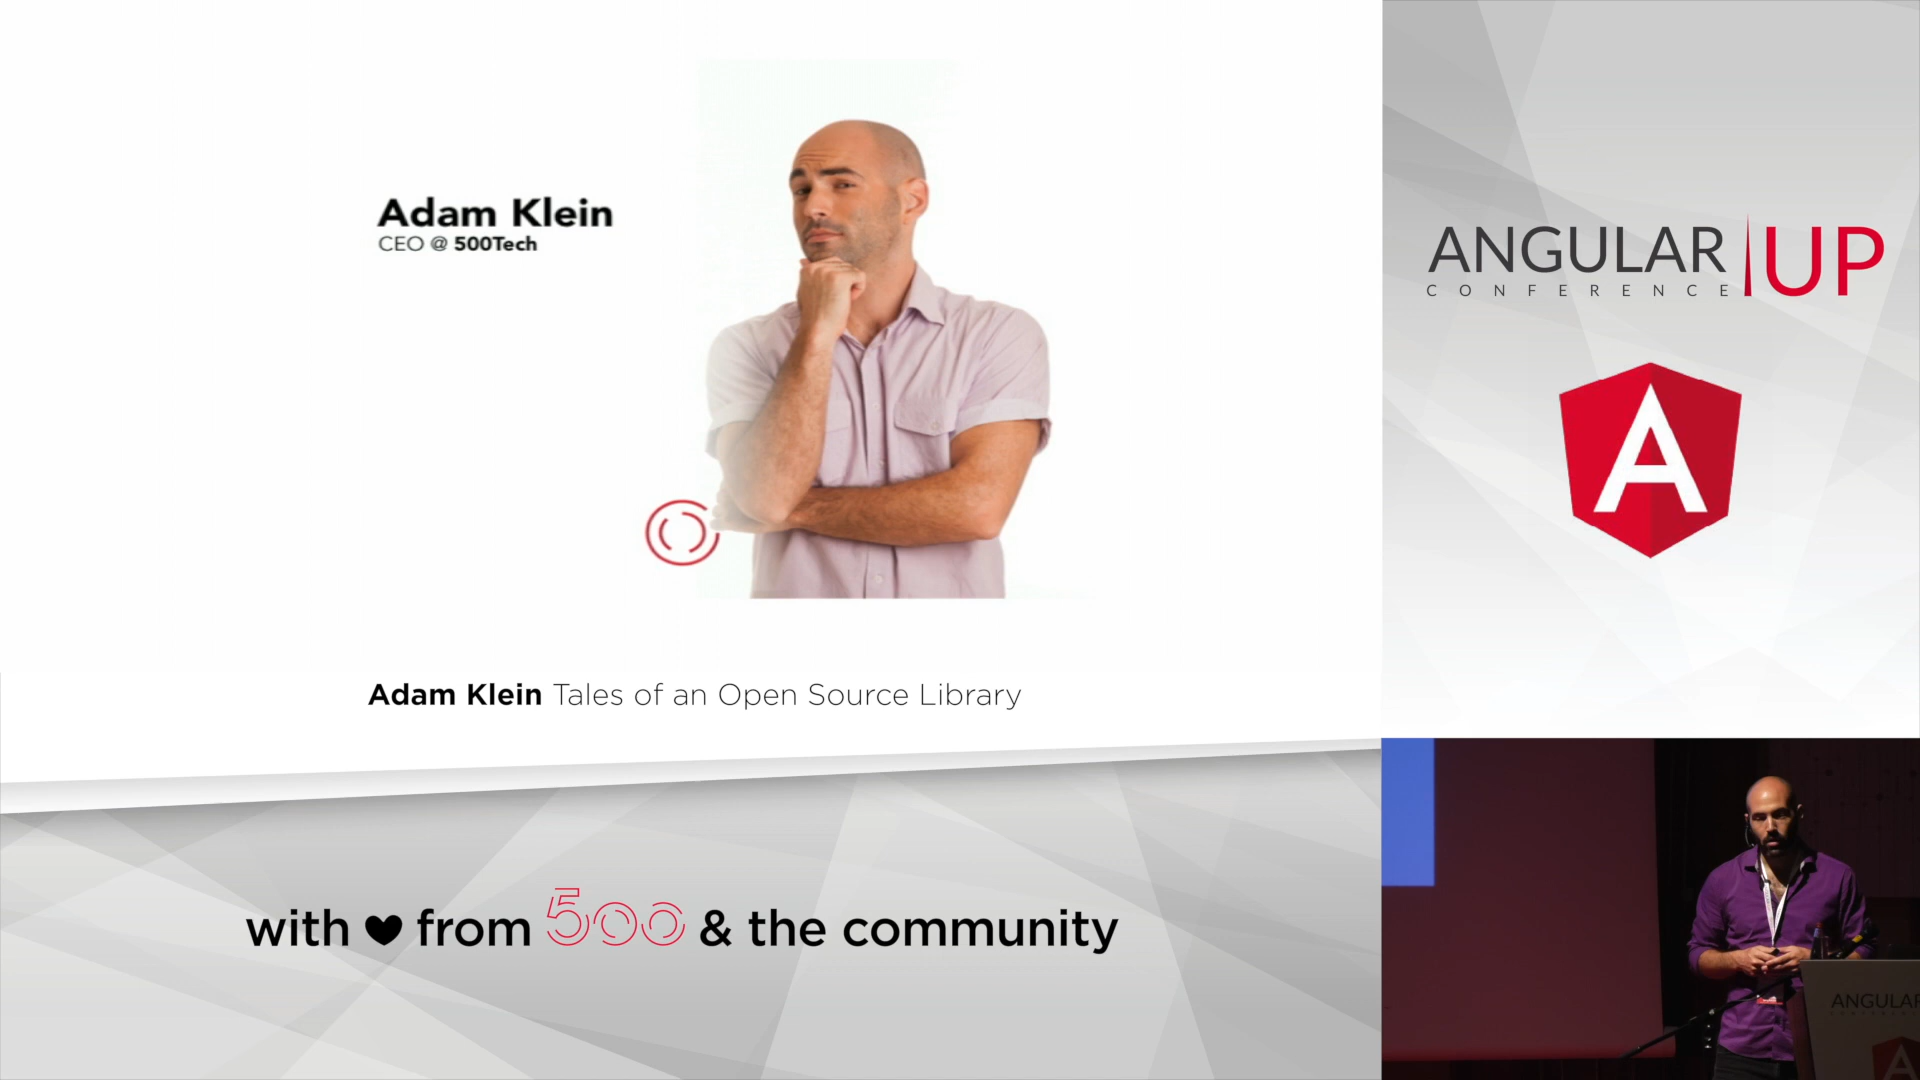 Adam Klein
CEO @ 500Tech
Adam Klein Tales of an Open Source Library
with ♥ from 500 & the community
ANGULAR UP
CONFERENCE
A
ANGULAR
A